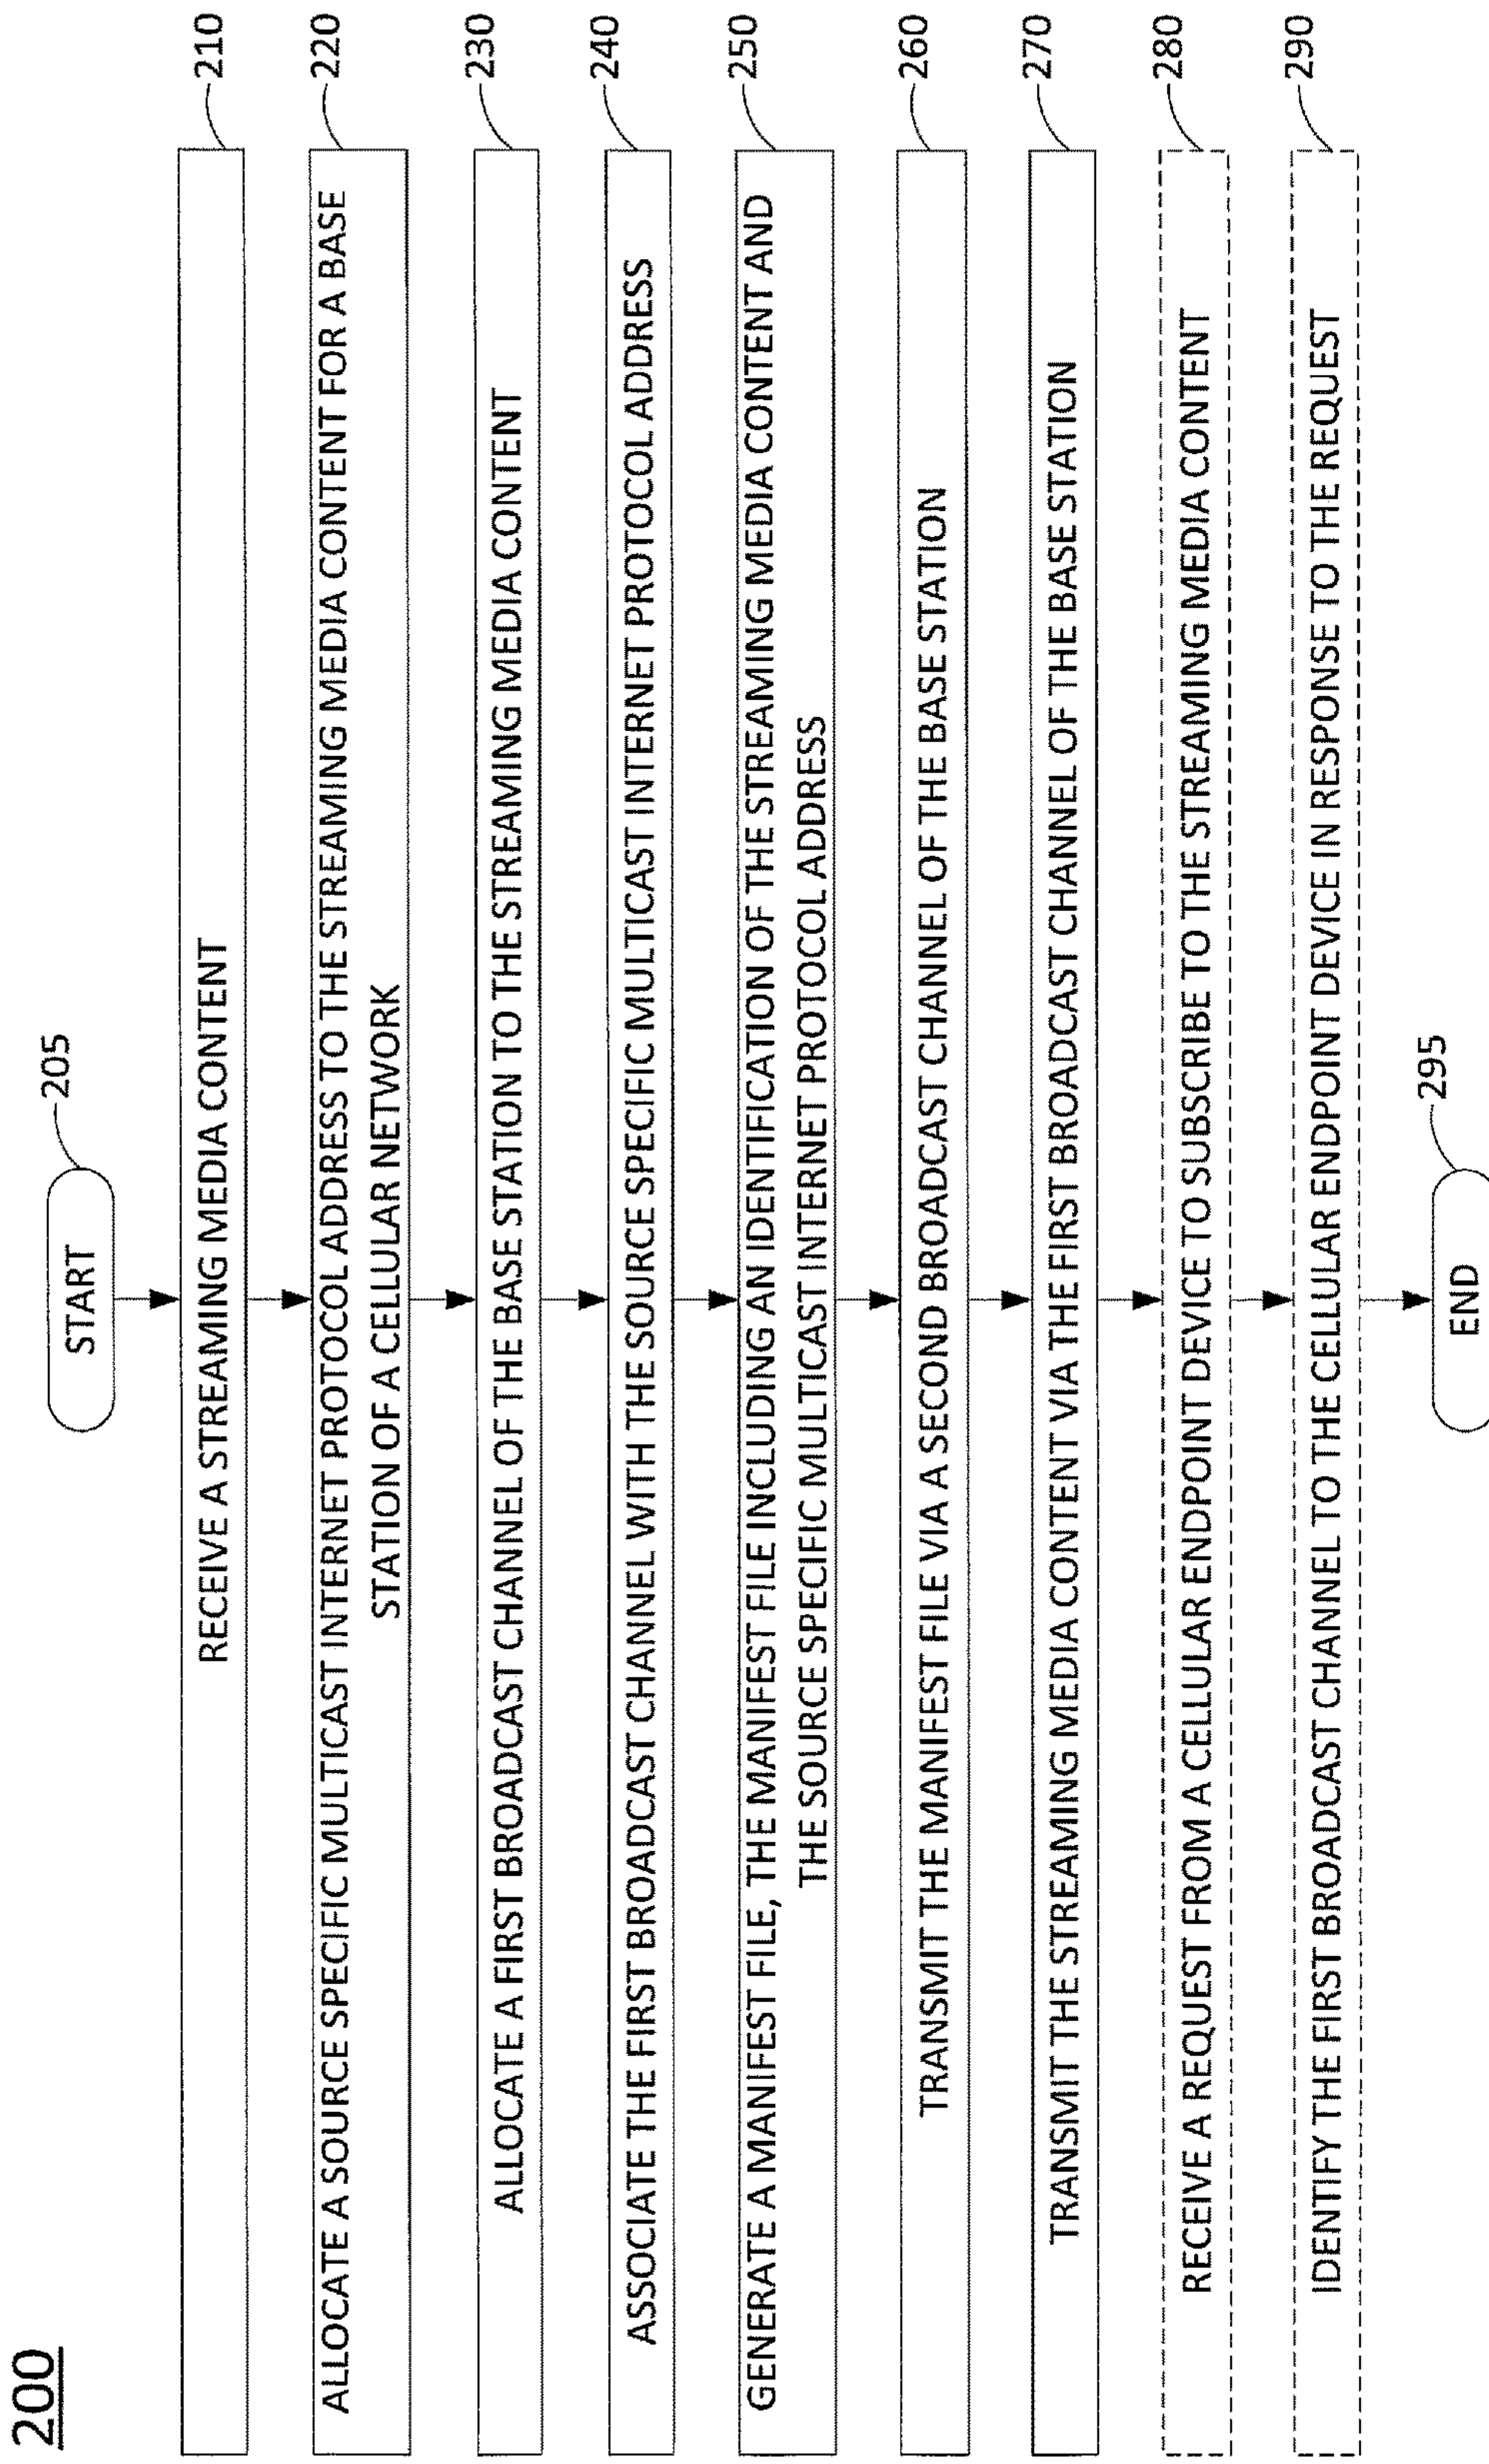 200
START
205
RECEIVE A STREAMING MEDIA CONTENT
210
ALLOCATE A SOURCE SPECIFIC MULTICAST INTERNET PROTOCOL ADDRESS TO THE STREAMING MEDIA CONTENT FOR A BASE
STATION OF A CELLULAR NETWORK
220
ALLOCATE A FIRST BROADCAST CHANNEL OF THE BASE STATION TO THE STREAMING MEDIA CONTENT
230
ASSOCIATE THE FIRST BROADCAST CHANNEL WITH THE SOURCE SPECIFIC MULTICAST INTERNET PROTOCOL ADDRESS
240
GENERATE A MANIFEST FILE, THE MANIFEST FILE INCLUDING AN IDENTIFICATION OF THE STREAMING MEDIA CONTENT AND
THE SOURCE SPECIFIC MULTICAST INTERNET PROTOCOL ADDRESS
250
TRANSMIT THE MANIFEST FILE VIA A SECOND BROADCAST CHANNEL OF THE BASE STATION
260
TRANSMIT THE STREAMING MEDIA CONTENT VIA THE FIRST BROADCAST CHANNEL OF THE BASE STATION
270
RECEIVE A REQUEST FROM A CELLULAR ENDPOINT DEVICE TO SUBSCRIBE TO THE STREAMING MEDIA CONTENT
280
IDENTIFY THE FIRST BROADCAST CHANNEL TO THE CELLULAR ENDPOINT DEVICE IN RESPONSE TO THE REQUEST
290
END
295